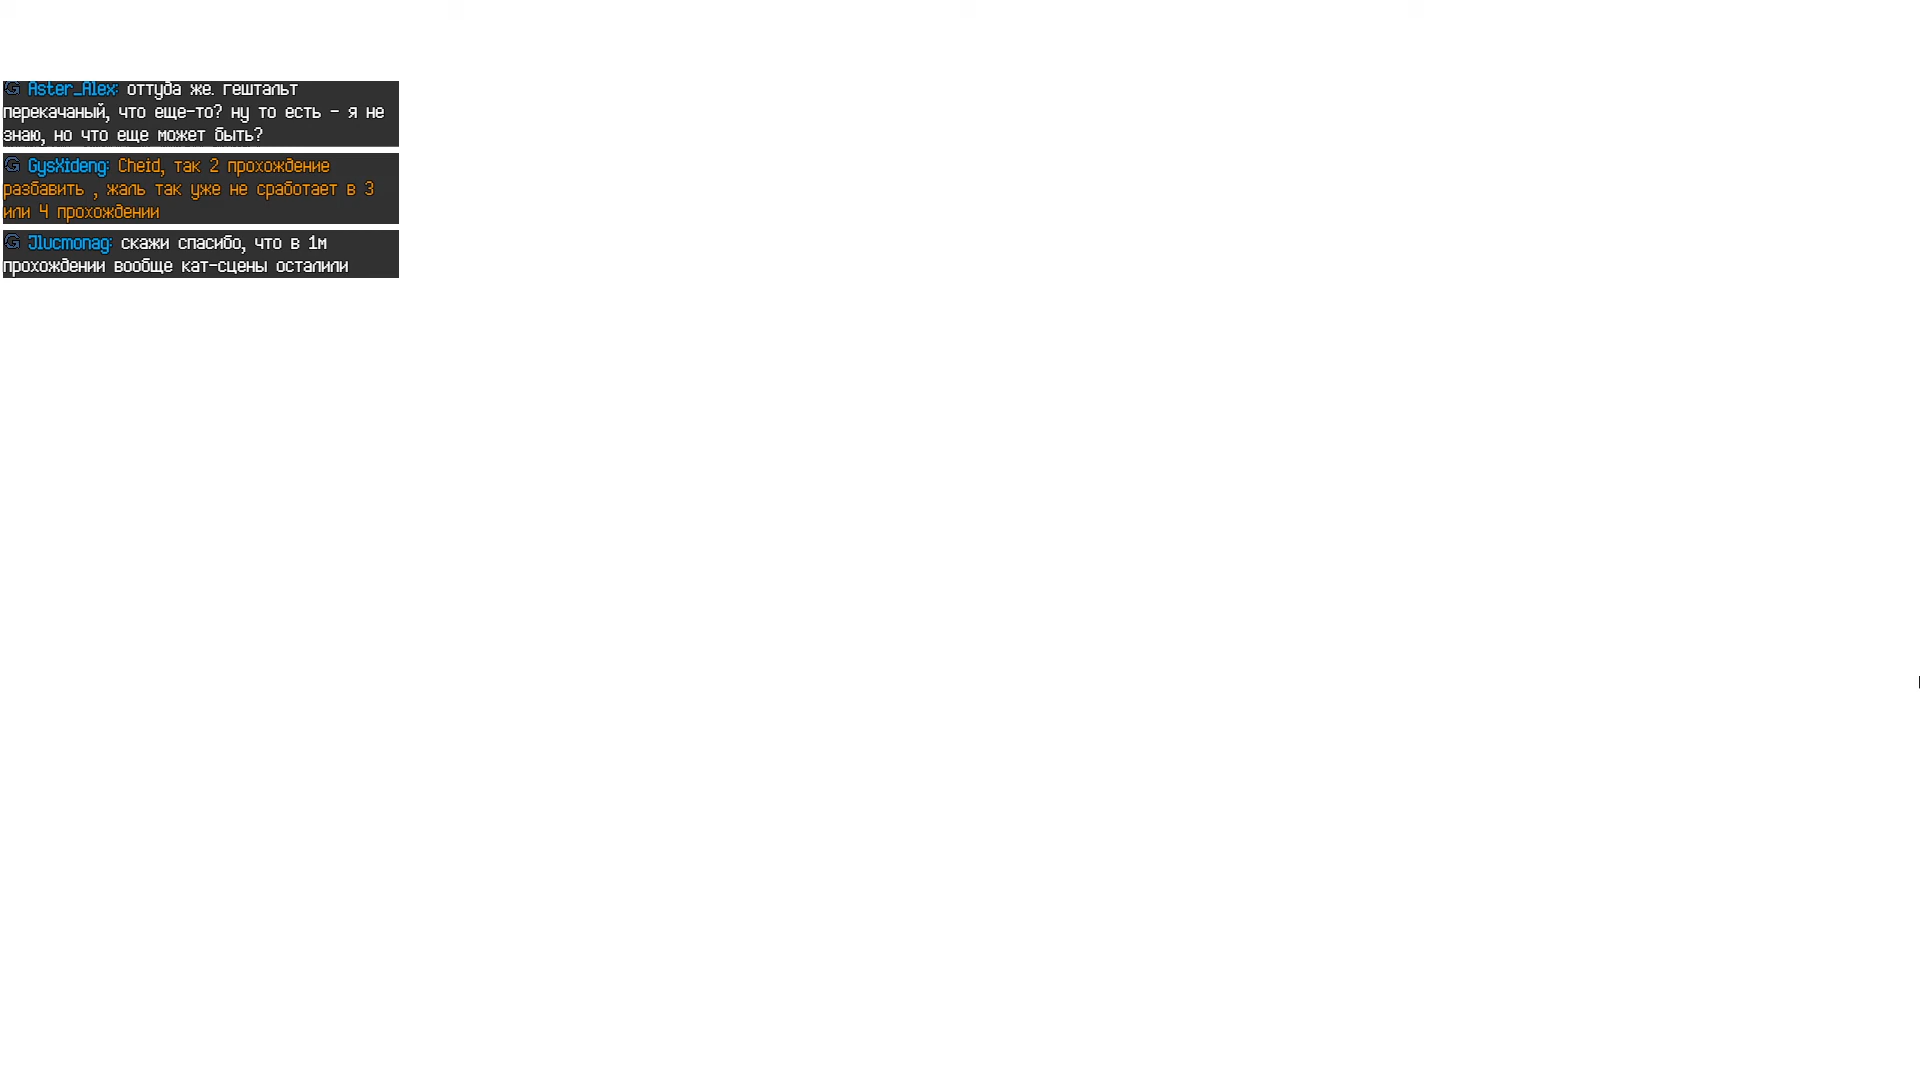 Aster_Alex: оттуда же. гештальт
перекачаный, что еще-то? ну то есть - я не
знаю, но что еще может быть?
GysXideng: Cheid, так 2 прохождение
разбавить , жаль так уже не сработает в 3
или 4 прохождении
Jlucmonag: скажи спасибо, что в 1м
прохождении вообще кат-сцены осталили